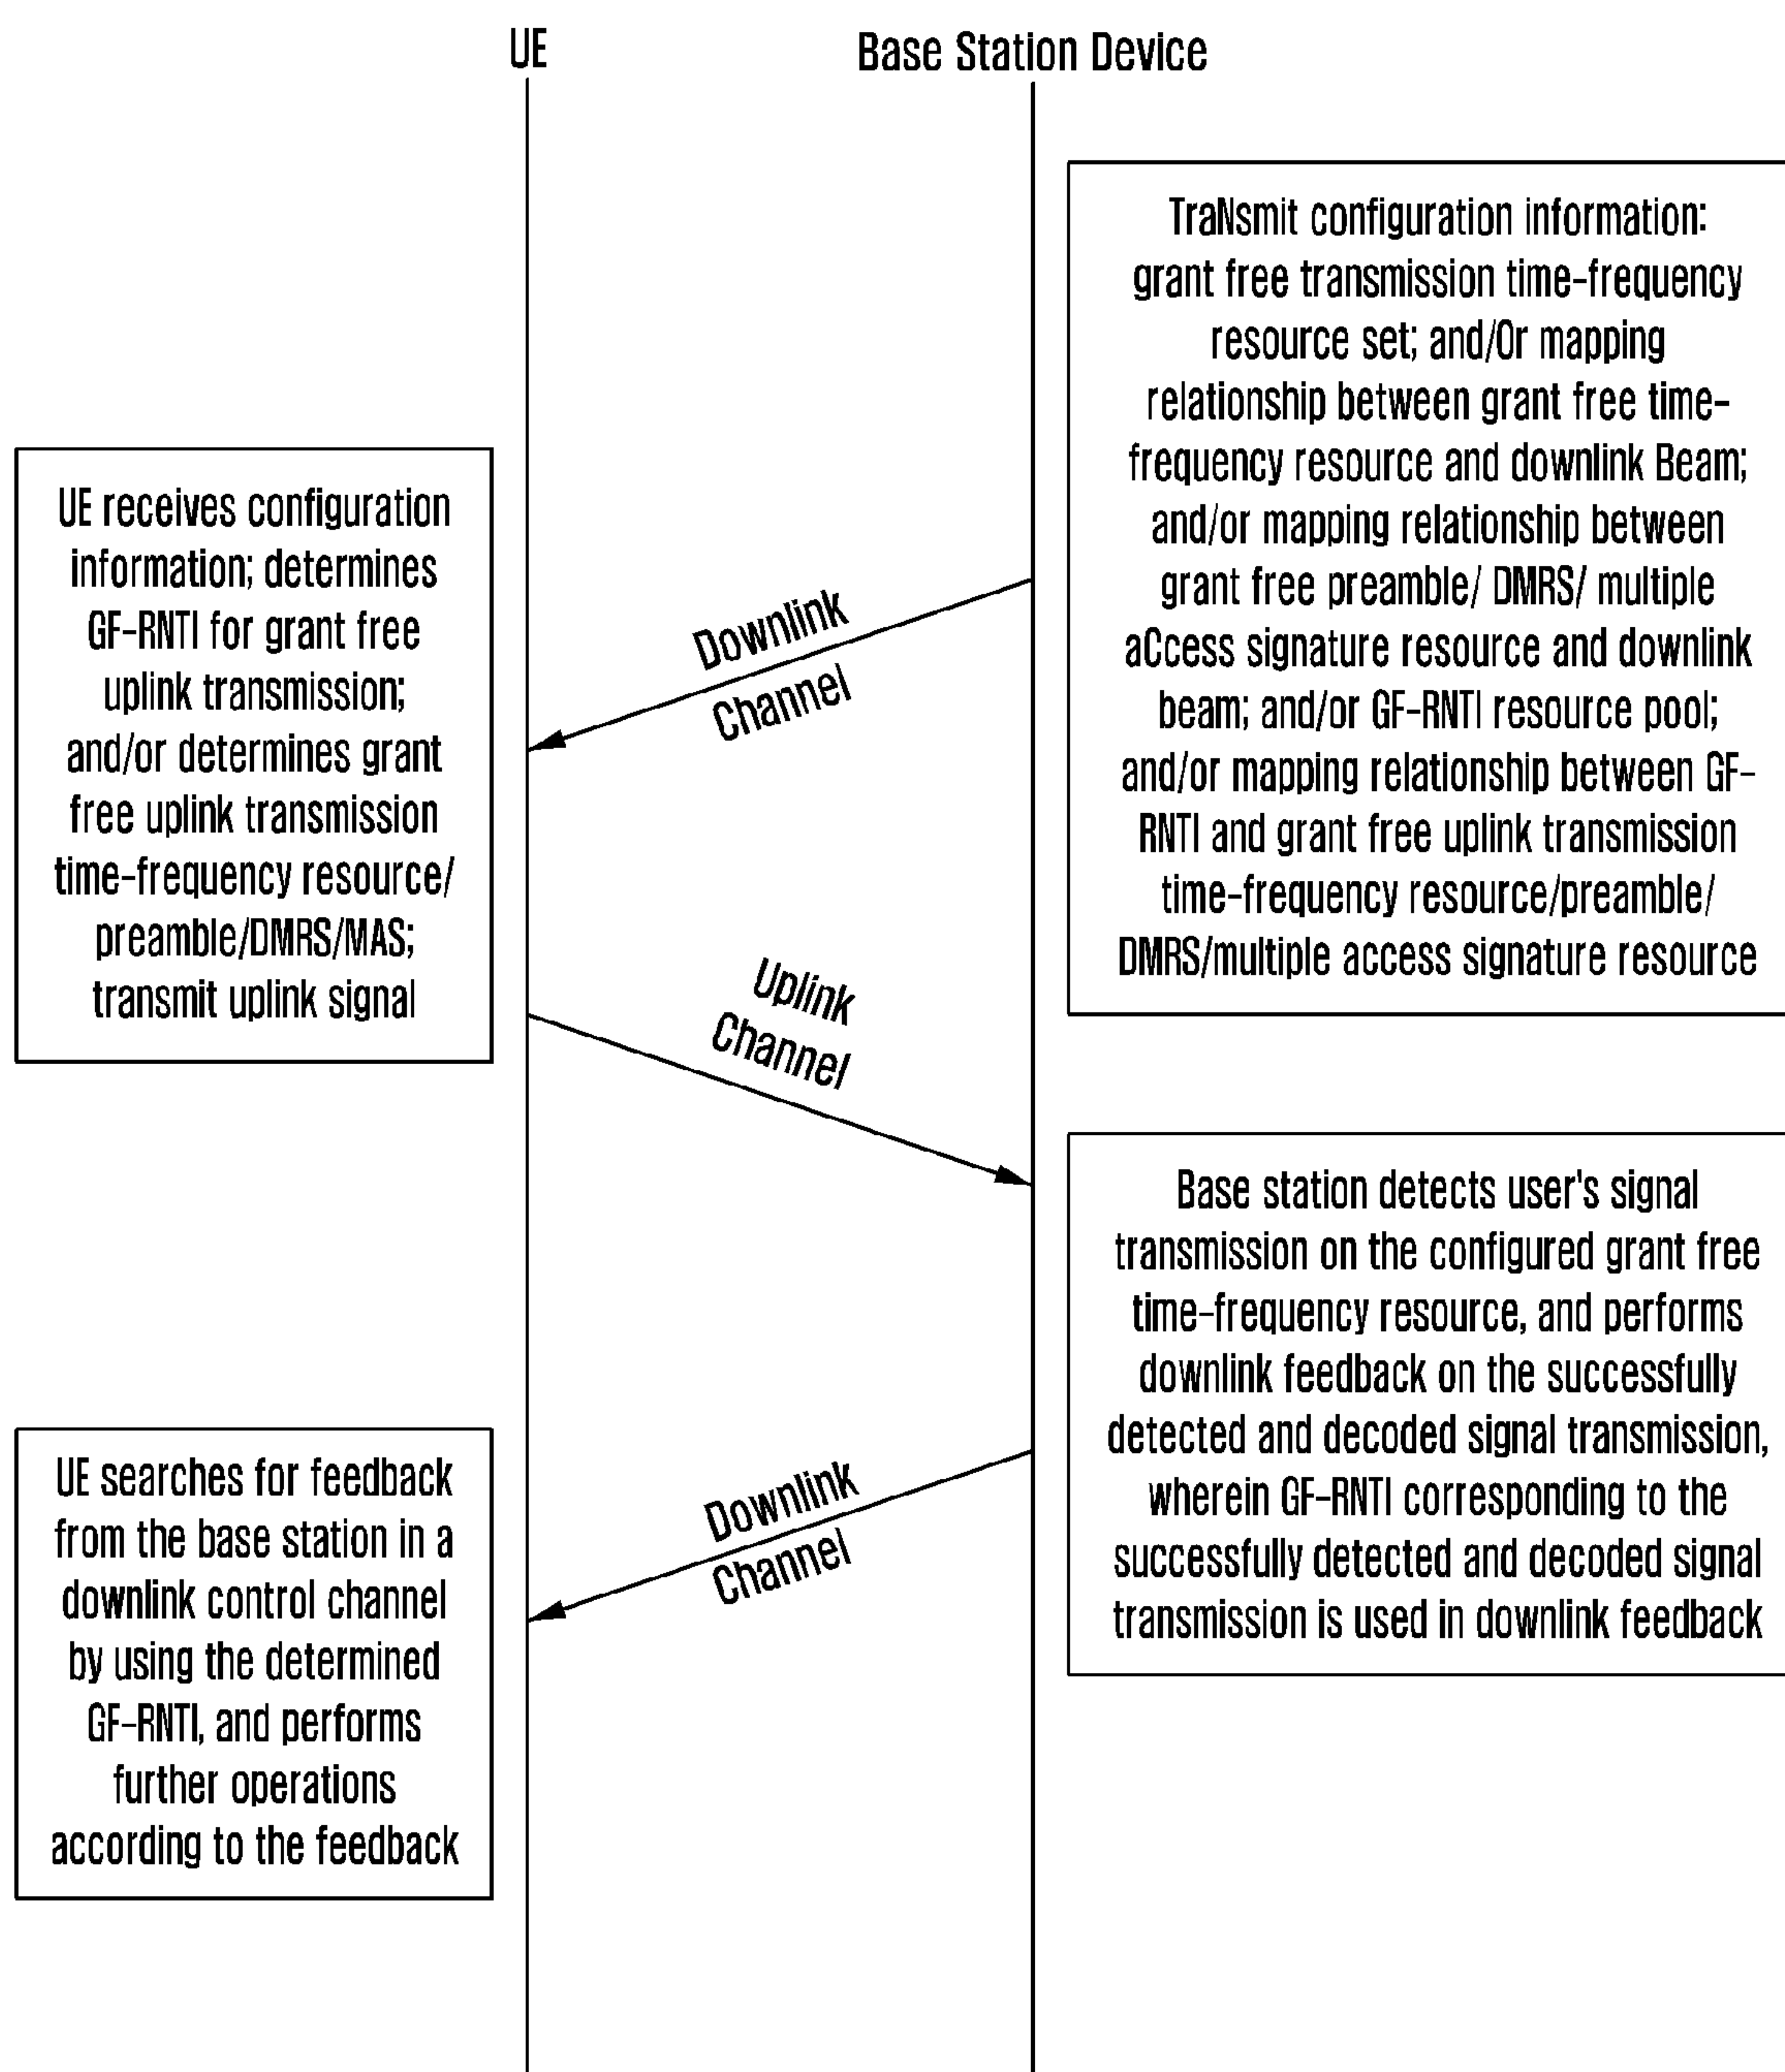 UE
Base Station Device
TraNsmit configuration information:
grant free transmission time-frequency
resource set; and/Or mapping
relationship between grant free time-
frequency resource and downlink Beam;
and/or mapping relationship between
grant free preamble/ DMRS/ multiple
aCcess signature resource and downlink
beam; and/or GF-RNTI resource pool;
and/or mapping relationship between GF-
RNTI and grant free uplink transmission
time-frequency resource/preamble/
DMRS/multiple access signature resource
Downlink
Channel
UE receives configuration
information; determines
GF-RNTI for grant free
uplink transmission;
and/or determines grant
free uplink transmission
time-frequency resource/
preamble/DMRS/MAS;
transmit uplink signal
Uplink
Channel
Base station detects user's signal
transmission on the configured grant free
time-frequency resource, and performs
downlink feedback on the successfully
detected and decoded signal transmission,
wherein GF-RNTI corresponding to the
successfully detected and decoded signal
transmission is used in downlink feedback
Downlink
Channel
UE searches for feedback
from the base station in a
downlink control channel
by using the determined
GF-RNTI, and performs
further operations
according to the feedback